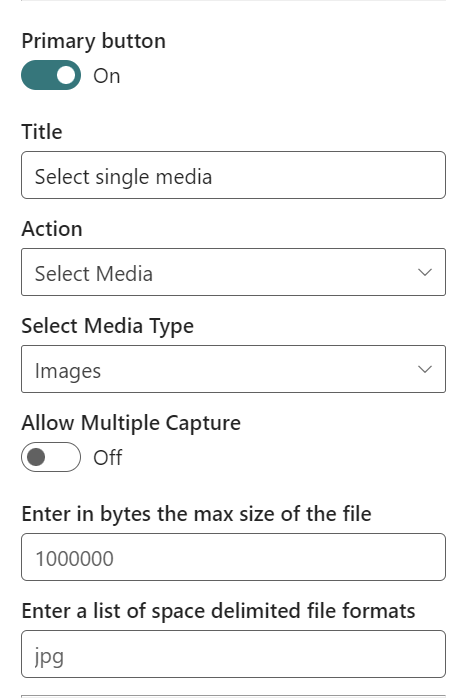 Primary button
On
Title
Select single media
Action
Select Media
Select Media Type
Images
Allow Multiple Capture
Off
Enter in bytes the max size of the file
1000000
Enter a list of space delimited file formats
jpg